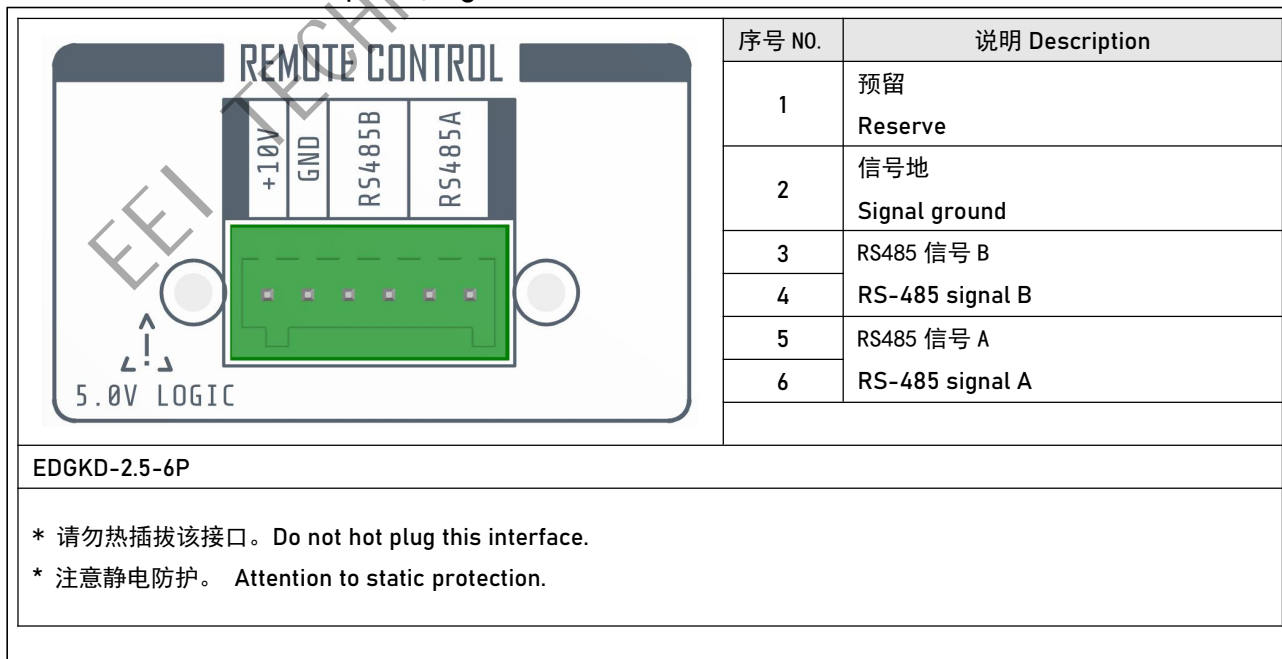 REMOTE CONTROL
+10V
GND
RS485B
RS485A
5.0V LOGIC
序号 NO. 说明 Description
1 预留
Reserve
2 信号地
Signal ground
3 RS485 信号 B
4 RS-485 signal B
5 RS485 信号 A
6 RS-485 signal A
EDGKD-2.5-6P
* 请勿热插拔该接口。Do not hot plug this interface.
* 注意静电防护。 Attention to static protection.
EEI TECH